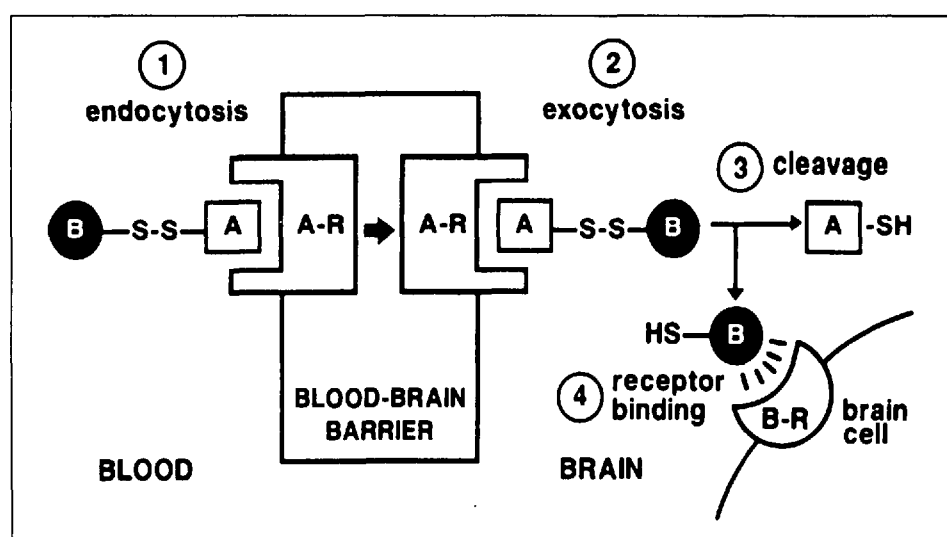 1
endocytosis
2
exocytosis
3 cleavage
B-S-S-A
A-R
A-R
A-S-S-B
A-SH
HS-B
4 receptor
binding
B-R
brain
cell
BLOOD-BRAIN
BARRIER
BLOOD
BRAIN